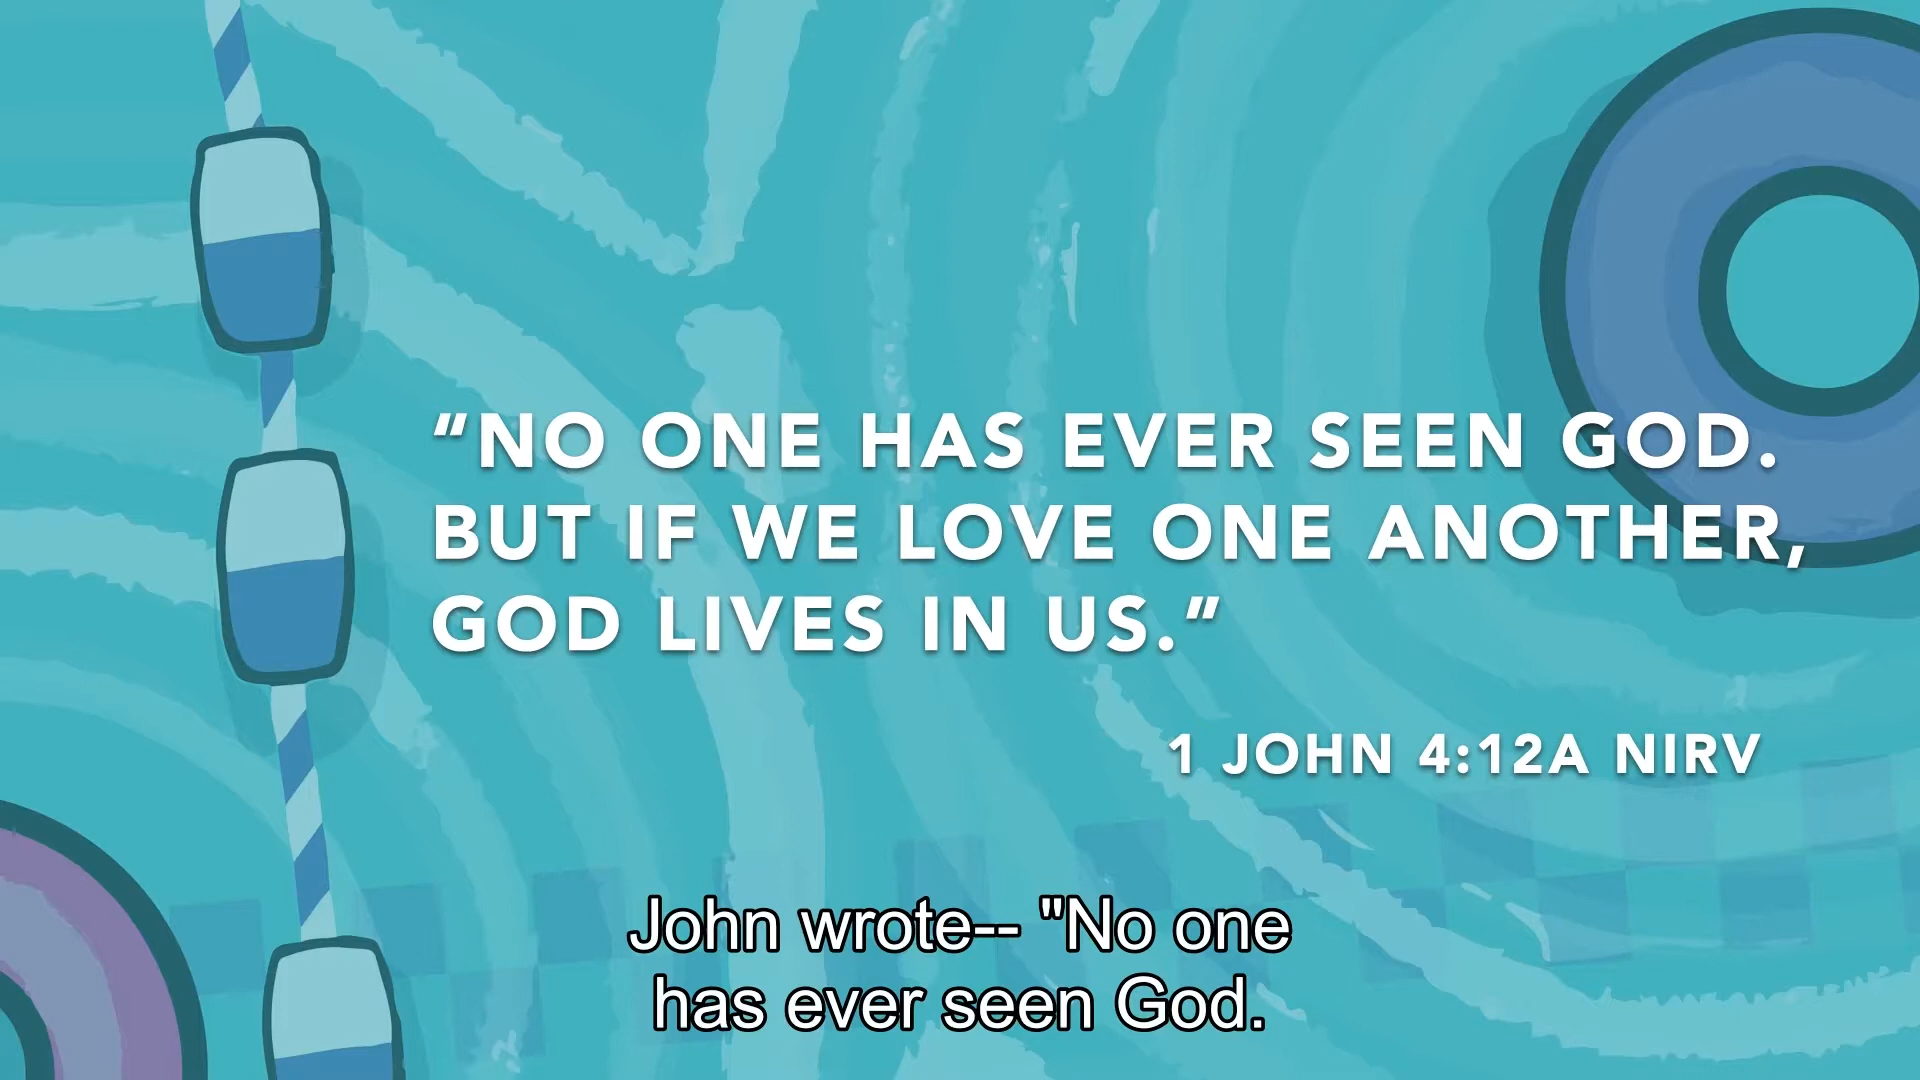 “NO ONE HAS EVER SEEN GOD.
BUT IF WE LOVE ONE ANOTHER,
GOD LIVES IN US.”
1 JOHN 4:12A NIRV
John wrote-- "No one
has ever seen God.